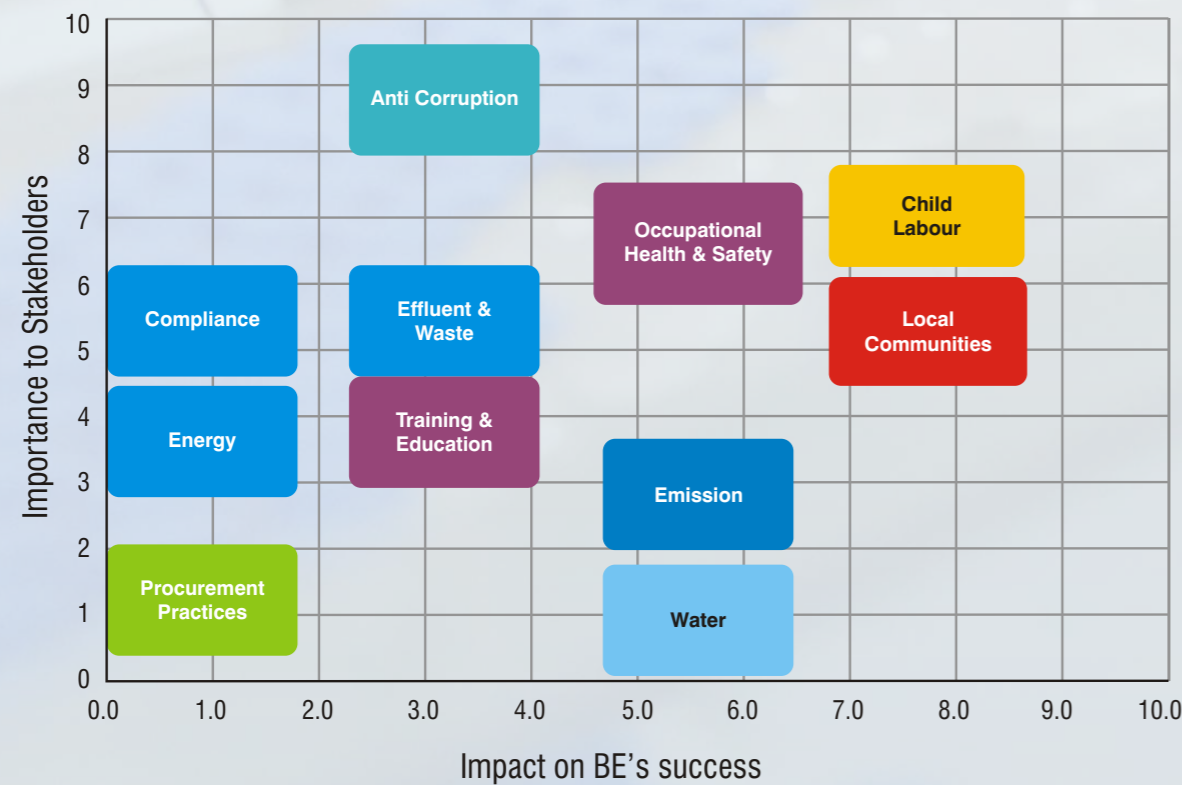 Importance to Stakeholders
10
9
8
7
6
5
4
3
2
1
0
Anti Corruption
Child
Labour
Occupational
Health & Safety
Compliance
Effluent &
Waste
Local
Communities
Energy
Training &
Education
Emission
Procurement
Practices
Water
0.0 1.0 2.0 3.0 4.0 5.0 6.0 7.0 8.0 9.0 10.0
Impact on BE’s success